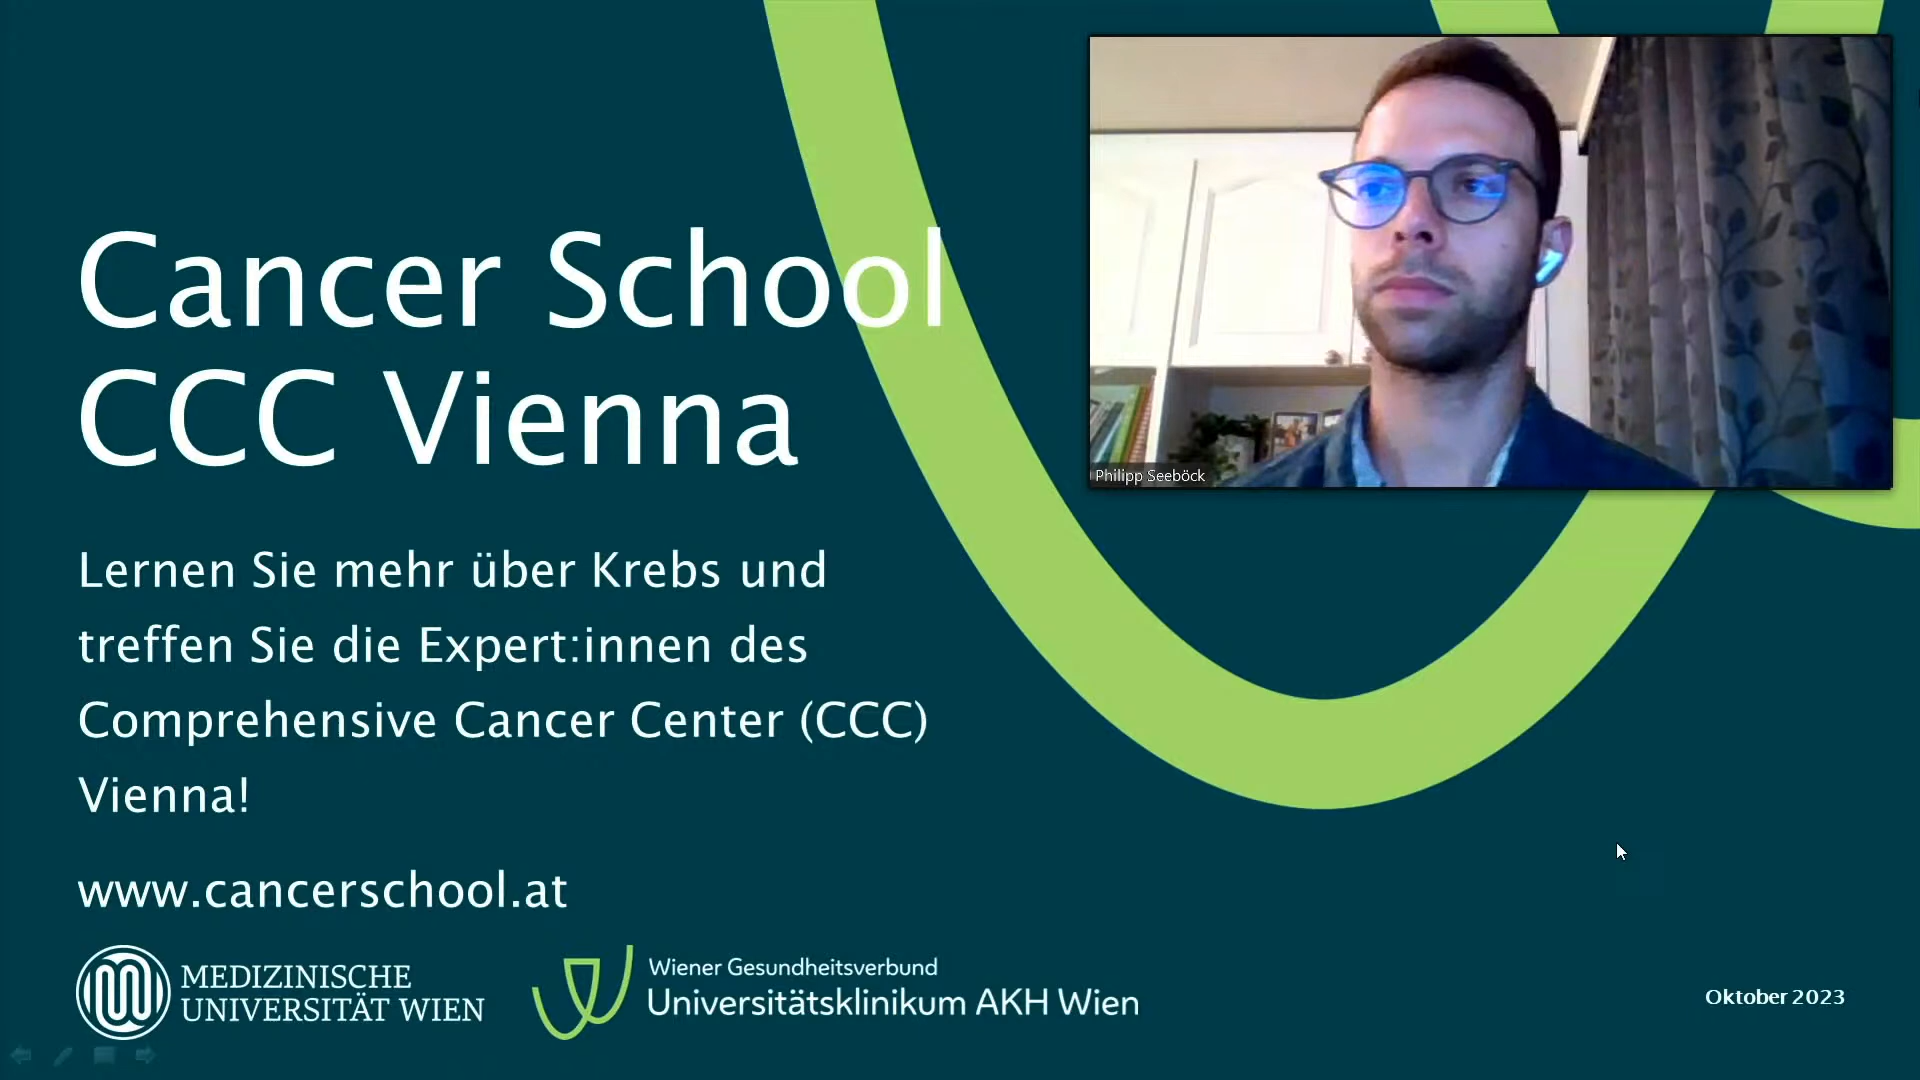 Cancer School
CCC Vienna
Philipp Seeböck
Lernen Sie mehr über Krebs und
treffen Sie die Expert:innen des
Comprehensive Cancer Center (CCC)
Vienna!
www.cancerschool.at
MEDIZINISCHE
UNIVERSITÄT WIEN
Wiener Gesundheitsverbund
Universitätsklinikum AKH Wien
Oktober 2023